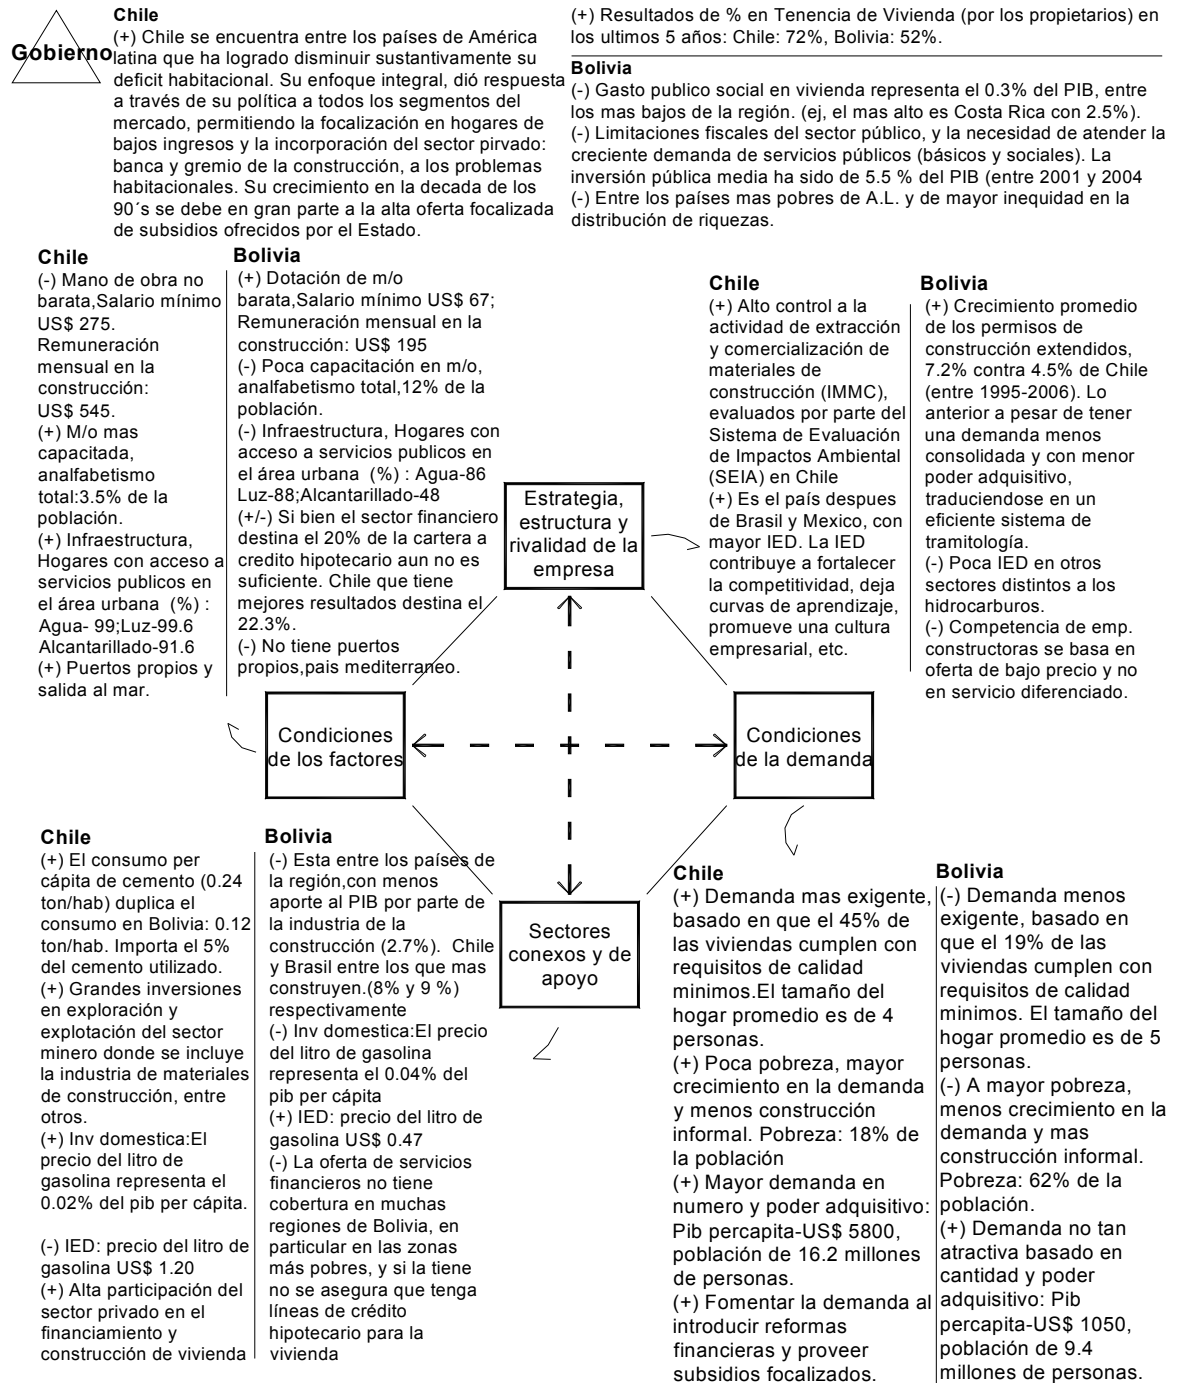 Gobierno
Chile
(+) Chile se encuentra entre los países de América
latina que ha logrado disminuir sustantivamente su
deficit habitacional. Su enfoque integral, dió respuesta
a través de su política a todos los segmentos del
mercado, permitiendo la focalización en hogares de
bajos ingresos y la incorporación del sector pirvado:
banca y gremio de la construcción, a los problemas
habitacionales. Su crecimiento en la decada de los
90´s se debe en gran parte a la alta oferta focalizada
de subsidios ofrecidos por el Estado.
(+) Resultados de % en Tenencia de Vivienda (por los propietarios) en
los ultimos 5 años: Chile: 72%, Bolivia: 52%.
Bolivia
(-) Gasto publico social en vivienda representa el 0.3% del PIB, entre
los mas bajos de la región. (ej, el mas alto es Costa Rica con 2.5%).
(-) Limitaciones fiscales del sector público, y la necesidad de atender la
creciente demanda de servicios públicos (básicos y sociales). La
inversión pública media ha sido de 5.5 % del PIB (entre 2001 y 2004
(-) Entre los países mas pobres de A.L. y de mayor inequidad en la
distribución de riquezas.
Chile
(-) Mano de obra no
barata,Salario mínimo
US$ 275.
Remuneración
mensual en la
construcción:
US$ 545.
(+) M/o mas
capacitada,
analfabetismo
total:3.5% de la
población.
(+) Infraestructura,
Hogares con acceso a
servicios publicos en
el área urbana (%) :
Agua- 99;Luz-99.6
Alcantarillado-91.6
(+) Puertos propios y
salida al mar.
Bolivia
(+) Dotación de m/o
barata,Salario mínimo US$ 67;
Remuneración mensual en la
construcción: US$ 195
(-) Poca capacitación en m/o,
analfabetismo total,12% de la
población.
(-) Infraestructura, Hogares con
acceso a servicios publicos en
el área urbana (%) : Agua-86
Luz-88;Alcantarillado-48
(+/-) Si bien el sector financiero
destina el 20% de la cartera a
credito hipotecario aun no es
suficiente. Chile que tiene
mejores resultados destina el
22.3%.
(-) No tiene puertos
propios,pais mediterraneo.
Estrategia,
estructura y
rivalidad de la
empresa
Chile
(+) Alto control a la
actividad de extracción
y comercialización de
materiales de
construcción (IMMC),
evaluados por parte del
Sistema de Evaluación
de Impactos Ambiental
(SEIA) en Chile
(+) Es el país despues
de Brasil y Mexico, con
mayor IED. La IED
contribuye a fortalecer
la competitividad, deja
curvas de aprendizaje,
promueve una cultura
empresarial, etc.
Bolivia
(+) Crecimiento promedio
de los permisos de
construcción extendidos,
7.2% contra 4.5% de Chile
(entre 1995-2006). Lo
anterior a pesar de tener
una demanda menos
consolidada y con menor
poder adquisitivo,
traduciendose en un
eficiente sistema de
tramitología.
(-) Poca IED en otros
sectores distintos a los
hidrocarburos.
(-) Competencia de emp.
constructoras se basa en
oferta de bajo precio y no
en servicio diferenciado.
Condiciones
de los factores
Condiciones
de la demanda
Chile
(+) El consumo per
cápita de cemento (0.24
ton/hab) duplica el
consumo en Bolivia: 0.12
ton/hab. Importa el 5%
del cemento utilizado.
(+) Grandes inversiones
en exploración y
explotación del sector
minero donde se incluye
la industria de materiales
de construcción, entre
otros.
(+) Inv domestica:El
precio del litro de
gasolina representa el
0.02% del pib per cápita.
(-) IED: precio del litro de
gasolina US$ 1.20
(+) Alta participación del
sector privado en el
financiamiento y
construcción de vivienda
Bolivia
(-) Esta entre los países de
la región,con menos
aporte al PIB por parte de
la industria de la
construcción (2.7%). Chile
y Brasil entre los que mas
construyen.(8% y 9 %)
respectivamente
(-) Inv domestica:El precio
del litro de gasolina
representa el 0.04% del
pib per cápita
(+) IED: precio del litro de
gasolina US$ 0.47
(-) La oferta de servicios
financieros no tiene
cobertura en muchas
regiones de Bolivia, en
particular en las zonas
más pobres, y si la tiene
no se asegura que tenga
líneas de crédito
hipotecario para la
vivienda
Sectores
conexos y de
apoyo
Chile
(+) Demanda mas exigente,
basado en que el 45% de
las viviendas cumplen con
requisitos de calidad
minimos.El tamaño del
hogar promedio es de 4
personas.
(+) Poca pobreza, mayor
crecimiento en la demanda
y menos construcción
informal. Pobreza: 18% de
la población
(+) Mayor demanda en
numero y poder adquisitivo:
Pib percapita-US$ 5800,
población de 16.2 millones
de personas.
(+) Fomentar la demanda al
introducir reformas
financieras y proveer
subsidios focalizados.
Bolivia
(-) Demanda menos
exigente, basado en
que el 19% de las
viviendas cumplen con
requisitos de calidad
minimos. El tamaño del
hogar promedio es de 5
personas.
(-) A mayor pobreza,
menos crecimiento en la
demanda y mas
construcción informal.
Pobreza: 62% de la
población.
(+) Demanda no tan
atractiva basado en
cantidad y poder
adquisitivo: Pib
percapita-US$ 1050,
población de 9.4
millones de personas.